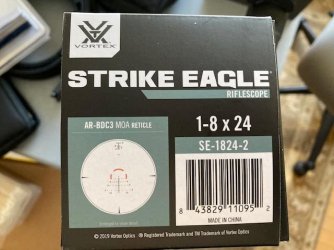 VORTEX
STRIKE EAGLE®
RIFLESCOPE
AR-BDC3 MOA RETICLE
1-8 x 24
SE-1824-2
8 43829 11095 2
MADE IN CHINA
© 2019 Vortex Optics ® Registered and Trademark TM of Vortex Optics